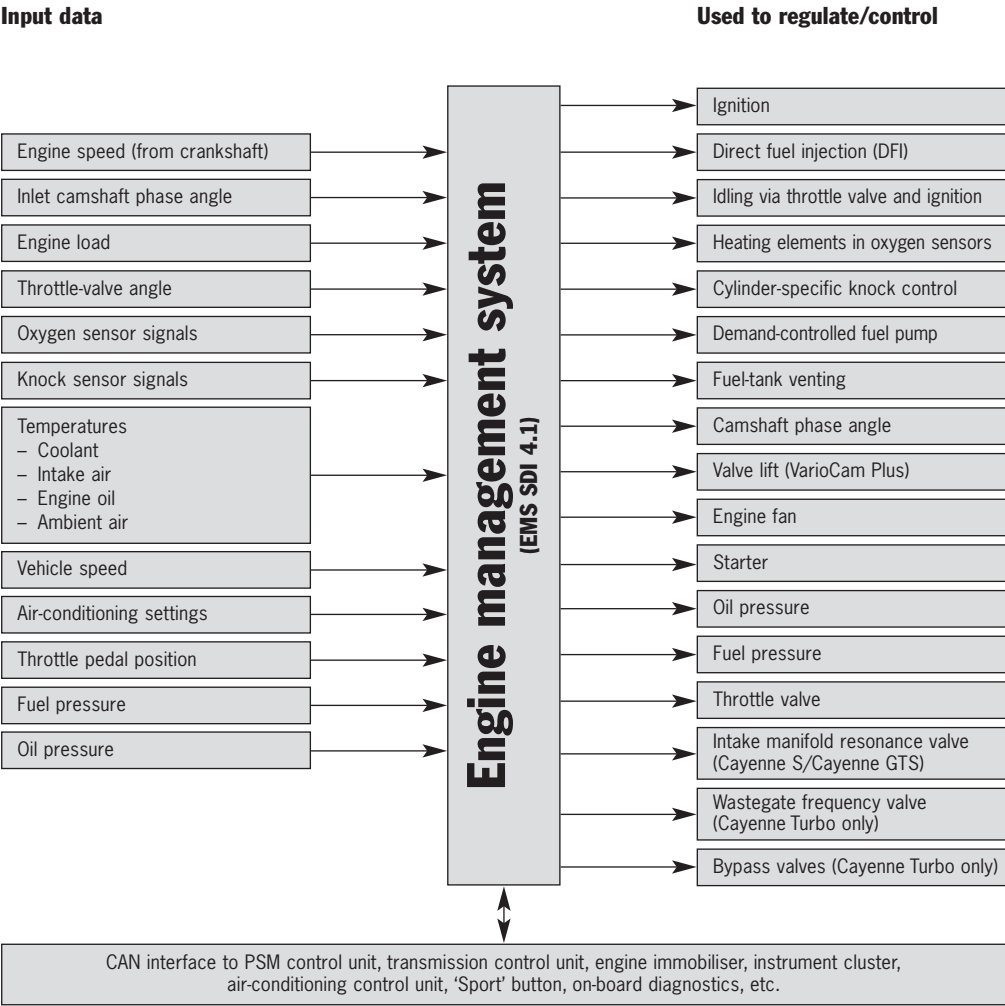 Input data
Used to regulate/control
Engine speed (from crankshaft)
Inlet camshaft phase angle
Engine load
Throttle-valve angle
Oxygen sensor signals
Knock sensor signals
Temperatures
– Coolant
– Intake air
– Engine oil
– Ambient air
Vehicle speed
Air-conditioning settings
Throttle pedal position
Fuel pressure
Oil pressure
Engine management system
(EMS SDI 4.1)
Ignition
Direct fuel injection (DFI)
Idling via throttle valve and ignition
Heating elements in oxygen sensors
Cylinder-specific knock control
Demand-controlled fuel pump
Fuel-tank venting
Camshaft phase angle
Valve lift (VarioCam Plus)
Engine fan
Starter
Oil pressure
Fuel pressure
Throttle valve
Intake manifold resonance valve
(Cayenne S/Cayenne GTS)
Wastegate frequency valve
(Cayenne Turbo only)
Bypass valves (Cayenne Turbo only)
CAN interface to PSM control unit, transmission control unit, engine immobiliser, instrument cluster,
air-conditioning control unit, ‘Sport’ button, on-board diagnostics, etc.